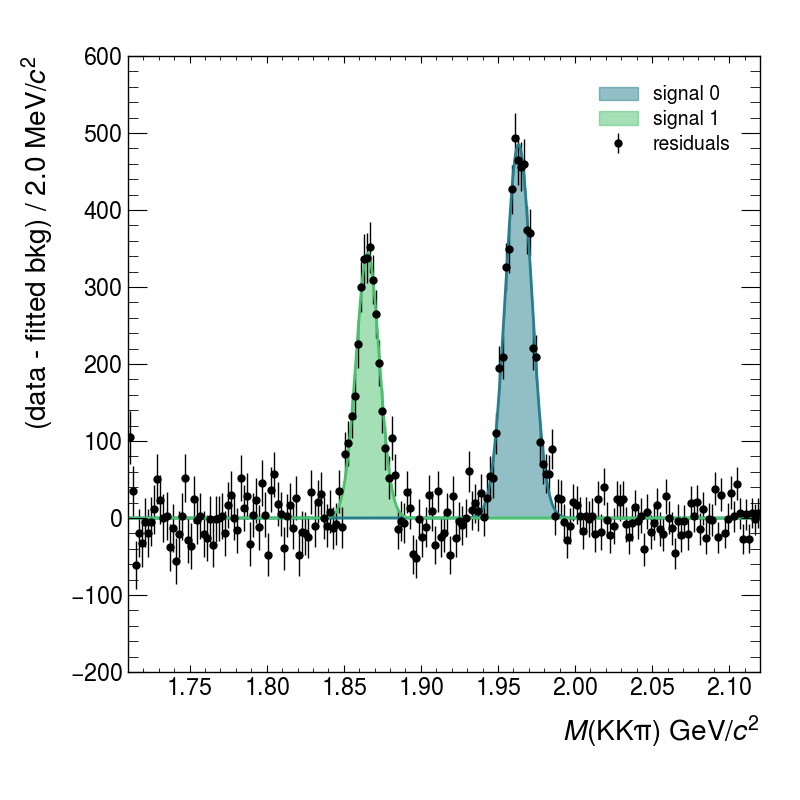 (data - fitted bkg) / 2.0 MeV/c²
600
500
400
300
200
100
0
−100
−200
signal 0
signal 1
residuals
1.75 1.80 1.85 1.90 1.95 2.00 2.05 2.10
M(KKπ) GeV/c²